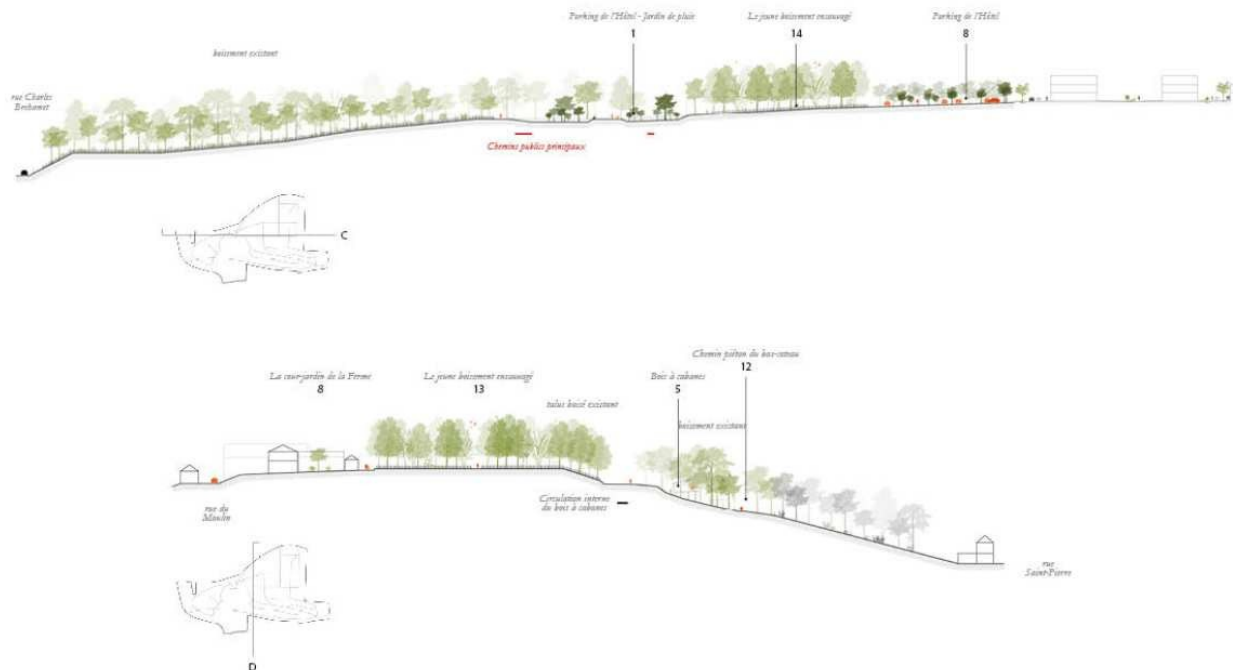 Parking de l'Hôtel - Jardin de pluie
1
Le jeune boisement ensauvagé
14
Parking de l'Hôtel
8
boisement existant
rue Charles
Chemins publics principaux
C
Chemin piéton du bas-coteau
12
La cour-jardin de la Ferme
8
Le jeune boisement ensauvagé
13
Bois à cabanes
5
talus boisé existant
boisement existant
Circulation interne
du bois à cabanes
rue du
Moulin
rue
Saint-Pierre
D